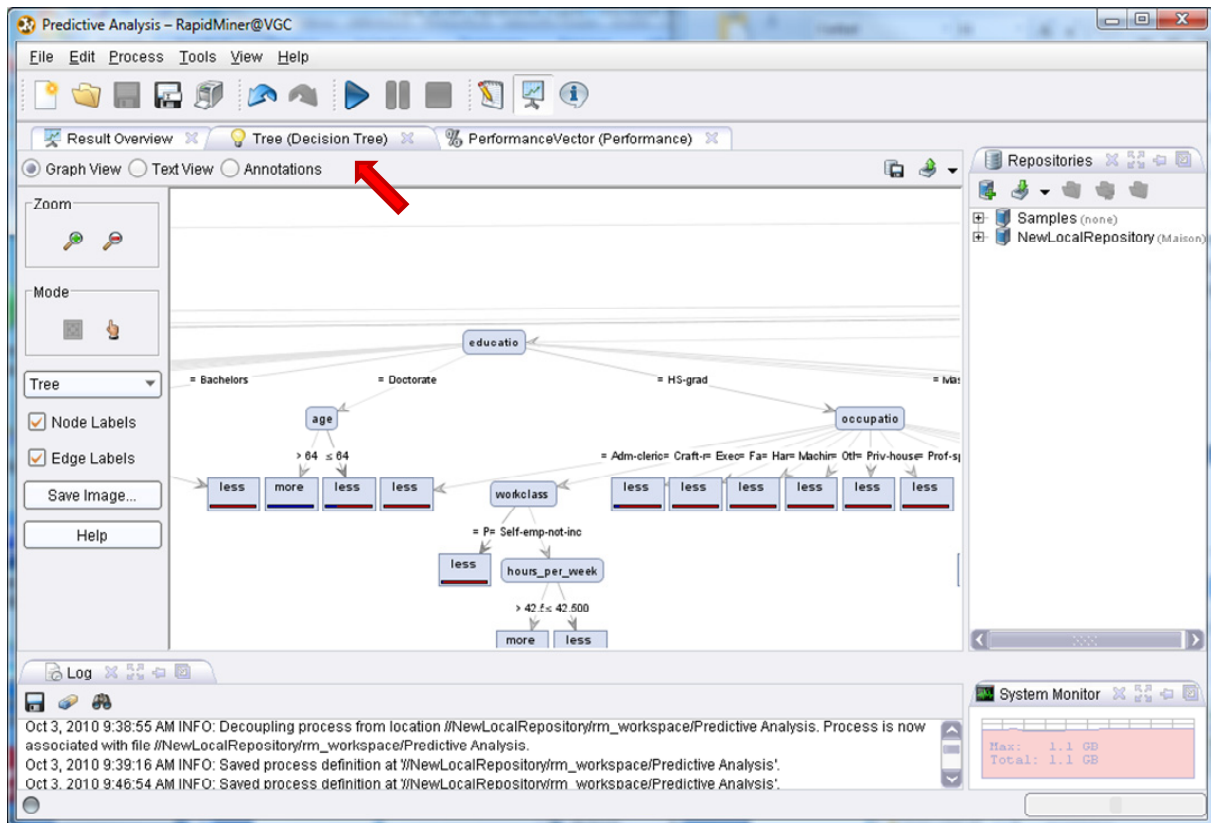 Predictive Analysis – RapidMiner@VGC
File Edit Process Tools View Help
Result Overview Tree (Decision Tree) PerformanceVector (Performance)
Graph View Text View Annotations
Repositories
Samples (none)
NewLocalRepository (Maison)
Zoom
Mode
Tree
Node Labels
Edge Labels
Save Image...
Help
educatio
= Bachelors = Doctorate = HS-grad = Mas
age occupatio
> 64 ≤ 64 = Adm-cleric= Craft-r= Exec= Fa= Har= Machin= Oth= Priv-house= Prof-sp
less more less less workclass less less less less less less
= P= Self-emp-not-inc
less hours_per_week
> 42.5≤ 42.500
more less
Log
Oct 3, 2010 9:38:55 AM INFO: Decoupling process from location //NewLocalRepository/rm_workspace/Predictive Analysis. Process is now
associated with file //NewLocalRepository/rm_workspace/Predictive Analysis.
Oct 3, 2010 9:39:16 AM INFO: Saved process definition at '//NewLocalRepository/rm_workspace/Predictive Analysis'.
Oct 3, 2010 9:46:54 AM INFO: Saved process definition at '//NewLocalRepository/rm_workspace/Predictive Analysis'.
System Monitor
Max: 1.1 GB
Total: 1.1 GB